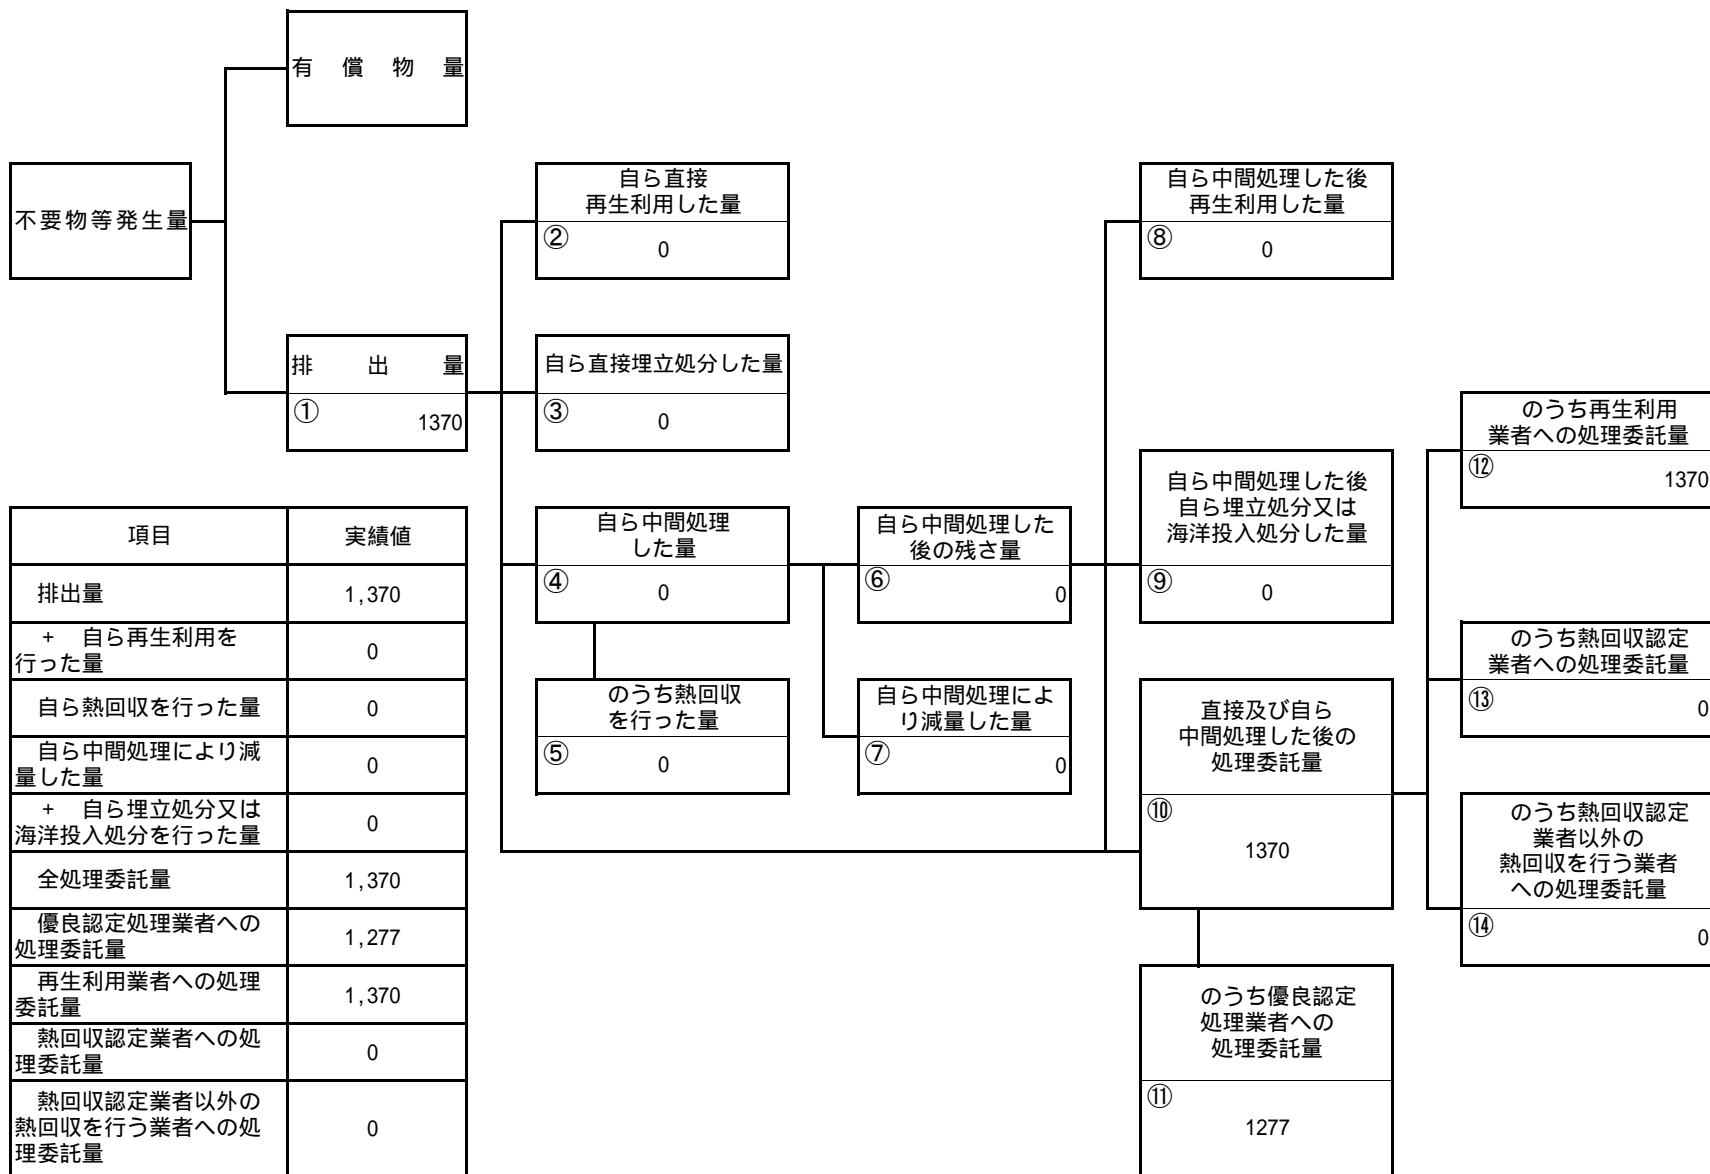 有償物量
不要物等発生量
自ら直接
再生利用した量
② 0
自ら中間処理した後
再生利用した量
⑧ 0
排出量
① 1370
自ら直接埋立処分した量
③ 0
のうち再生利用
業者への処理委託量
⑫ 1370
自ら中間処理した後
自ら埋立処分又は
海洋投入処分した量
⑨ 0
自ら中間処理
した量
④ 0
自ら中間処理した
後の残さ量
⑥ 0
のうち熱回収認定
業者への処理委託量
⑬ 0
のうち熱回収
を行った量
⑤ 0
自ら中間処理によ
り減量した量
⑦ 0
直接及び自ら
中間処理した後の
処理委託量
⑩
1370
のうち熱回収認定
業者以外の
熱回収を行う業者
への処理委託量
⑭ 0
のうち優良認定
処理業者への
処理委託量
⑪
1277
項目 実績値
排出量 1,370
+ 自ら再生利用を
行った量 0
自ら熱回収を行った量 0
自ら中間処理により減
量した量 0
+ 自ら埋立処分又は
海洋投入処分を行った量 0
全処理委託量 1,370
優良認定処理業者への
処理委託量 1,277
再生利用業者への処理
委託量 1,370
熱回収認定業者への処
理委託量 0
熱回収認定業者以外の
熱回収を行う業者への処
理委託量 0